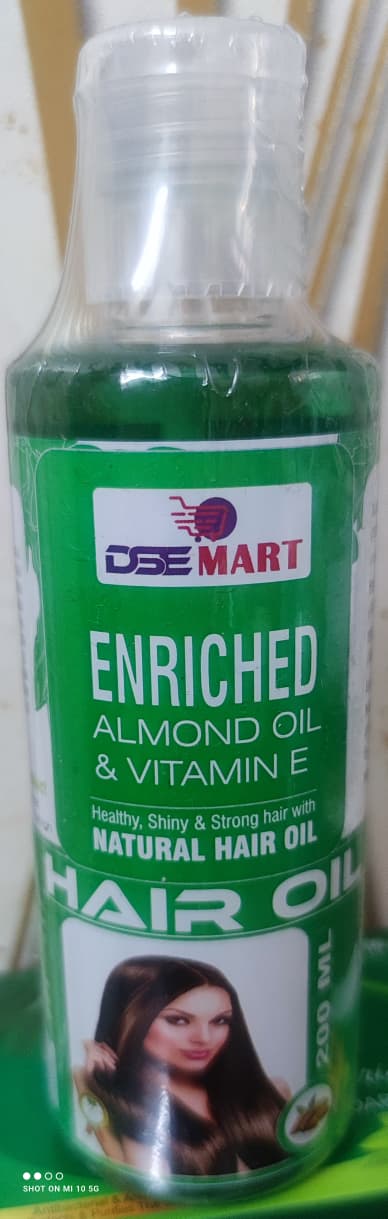 DSE MART
ENRICHED
ALMOND OIL
& VITAMIN E
Healthy, Shiny & Strong hair with
NATURAL HAIR OIL
HAIR OIL
200 ML
SHOT ON MI 10 5G